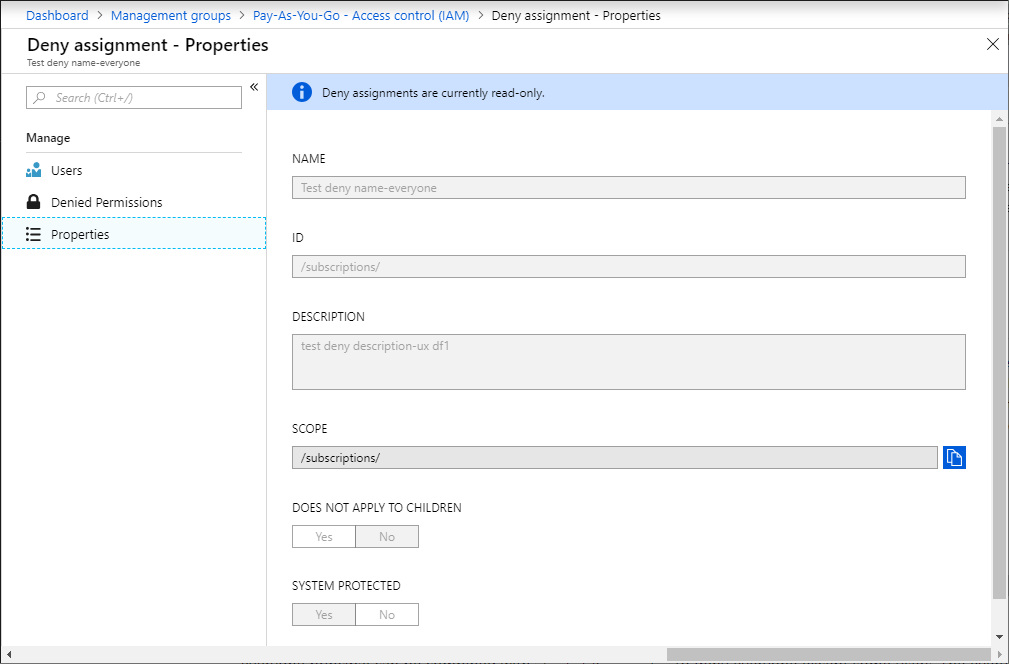 Dashboard > Management groups > Pay-As-You-Go - Access control (IAM) > Deny assignment - Properties
Deny assignment - Properties
Test deny name-everyone
Search (Ctrl+/)
Manage
Users
Denied Permissions
Properties
Deny assignments are currently read-only.
NAME
Test deny name-everyone
ID
/subscriptions/
DESCRIPTION
test deny description-ux df1
SCOPE
/subscriptions/
DOES NOT APPLY TO CHILDREN
Yes No
SYSTEM PROTECTED
Yes No